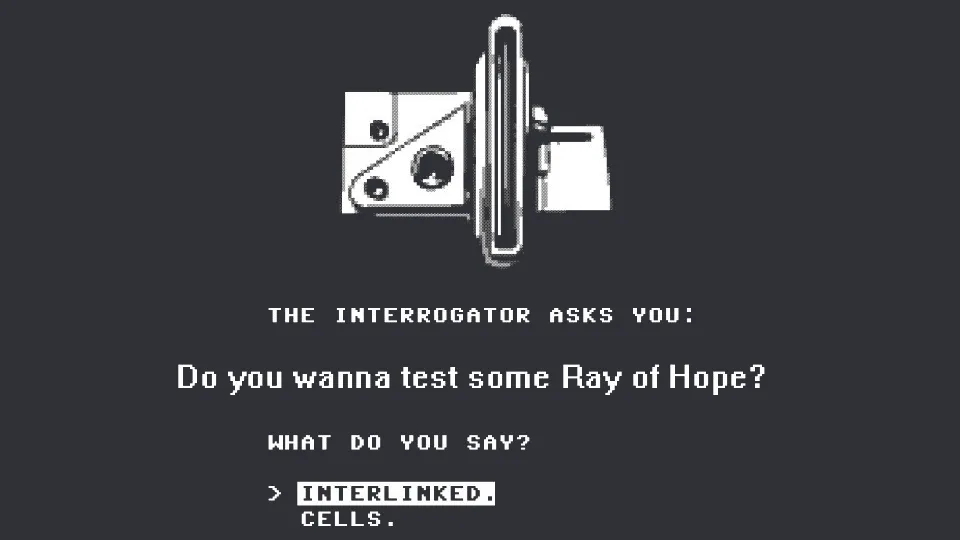 THE INTERROGATOR ASKS YOU:
Do you wanna test some Ray of Hope?
WHAT DO YOU SAY?
> INTERLINKED.
CELLS.